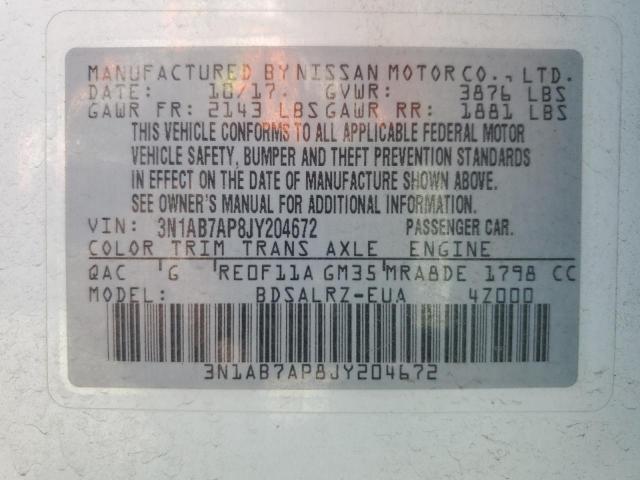 MANUFACTURED BY NISSAN MOTOR CO., LTD.
DATE: 10/17. GVWR: 3876 LBS
GAWR FR: 2143 LBS GAWR RR: 1881 LBS
THIS VEHICLE CONFORMS TO ALL APPLICABLE FEDERAL MOTOR
VEHICLE SAFETY, BUMPER AND THEFT PREVENTION STANDARDS
IN EFFECT ON THE DATE OF MANUFACTURE SHOWN ABOVE.
SEE OWNER'S MANUAL FOR ADDITIONAL INFORMATION.
VIN: 3N1AB7AP8JY204672 PASSENGER CAR.
COLOR TRIM TRANS AXLE ENGINE
QAC G RE0F11A GM35 MRA8DE 1798 CC
MODEL: BDSALRZ-EUA 4Z000
3N1AB7AP8JY204672